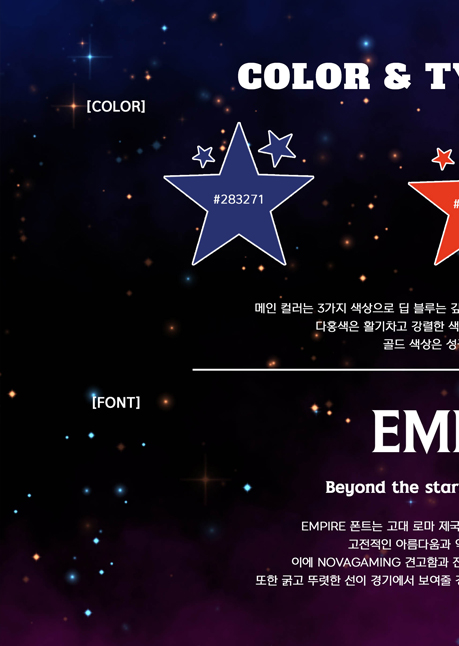 COLOR & TY
[COLOR]
#283271
#
메인 컬러는 3가지 색상으로 딥 블루는 깊
다홍색은 활기차고 강렬한 색
골드 색상은 성
[FONT]
EMI
Beyond the star
EMPIRE 폰트는 고대 로마 제국
고전적인 아름다움과
이에 NOVAGAMING 견고함과
또한 굵고 뚜렷한 선이 경기에서 보여줄